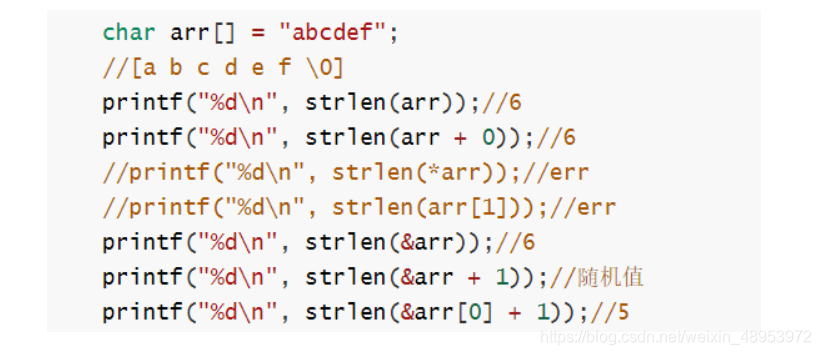 char arr[] = "abcdef";
//[a b c d e f \0]
printf("%d\n", strlen(arr));//6
printf("%d\n", strlen(arr + 0));//6
//printf("%d\n", strlen(*arr));//err
//printf("%d\n", strlen(arr[1]));//err
printf("%d\n", strlen(&arr));//6
printf("%d\n", strlen(&arr + 1));//随机值
printf("%d\n", strlen(&arr[0] + 1));//5
https://blog.csdn.net/weixin_48953972